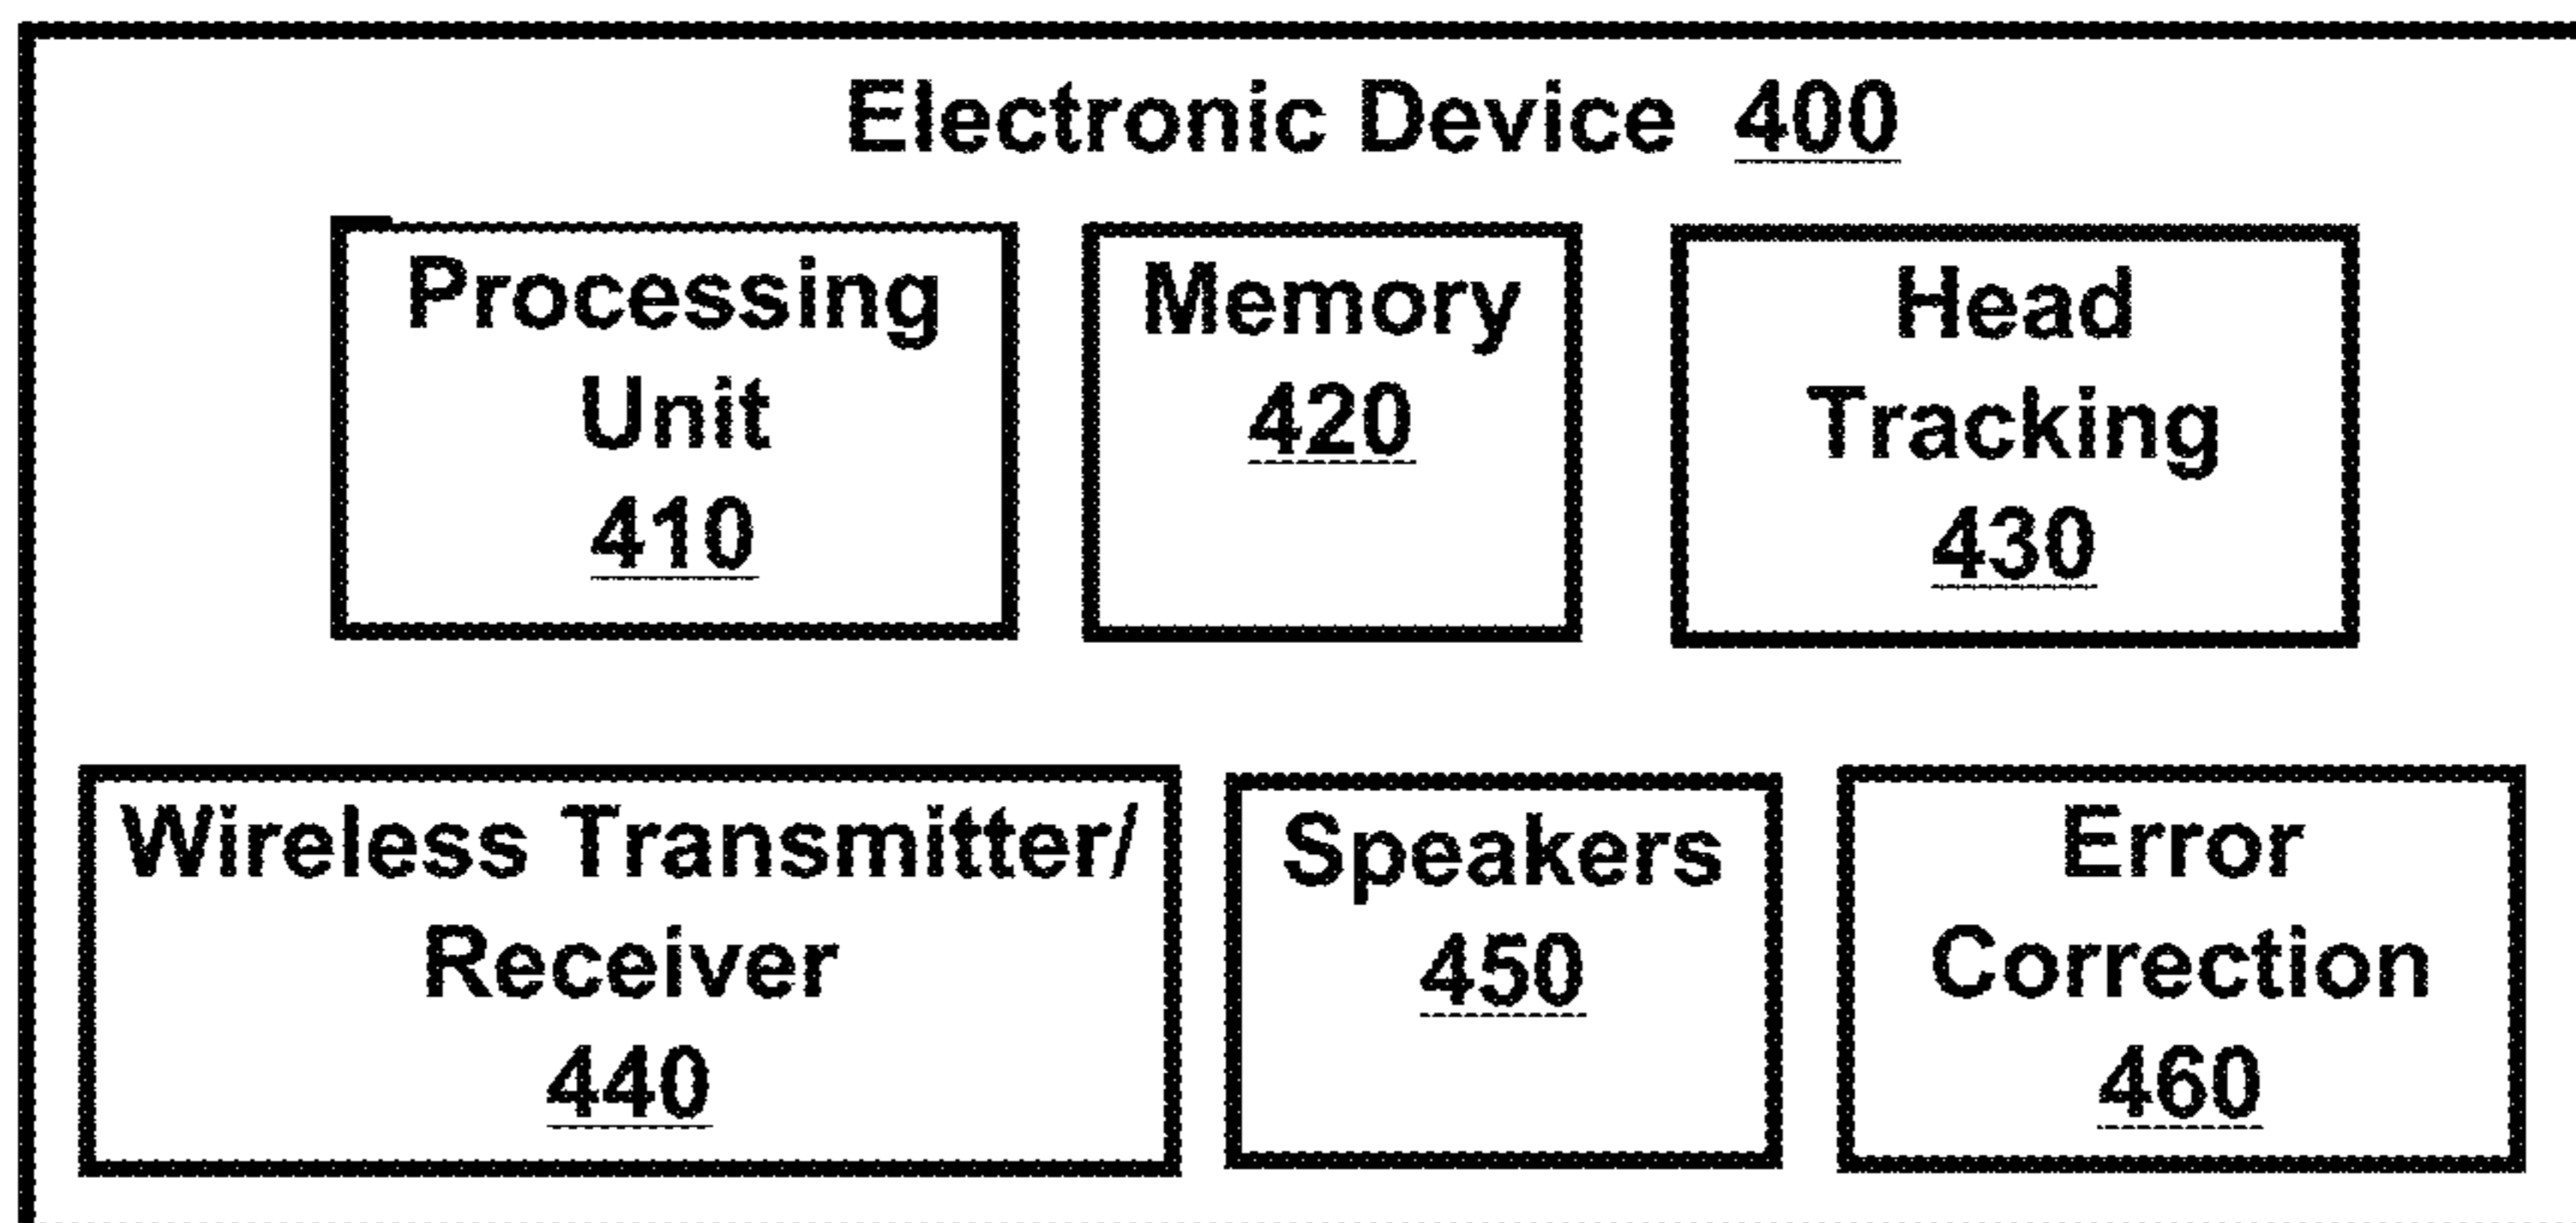 Electronic Device 400
Processing
Unit
410
Memory
420
Head
Tracking
430
Wireless Transmitter/
Receiver
440
Speakers
450
Error
Correction
460